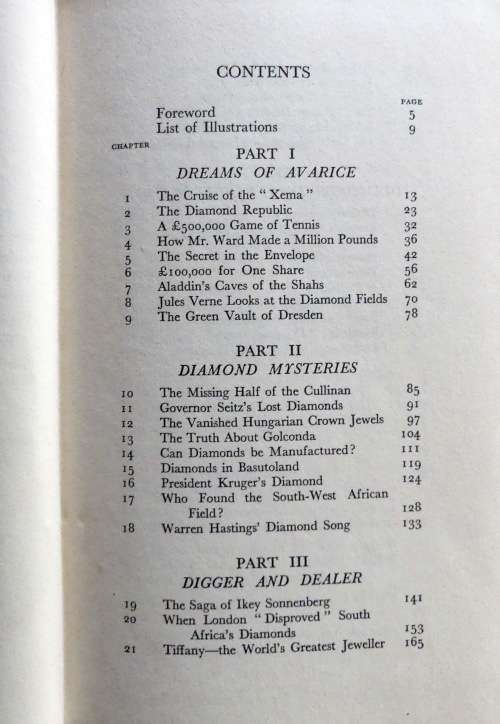 CONTENTS
PAGE
Foreword 5
List of Illustrations 9
CHAPTER
PART I
DREAMS OF AVARICE
1 The Cruise of the " Xema " 13
2 The Diamond Republic 23
3 A £500,000 Game of Tennis 32
4 How Mr. Ward Made a Million Pounds 36
5 The Secret in the Envelope 42
6 £100,000 for One Share 56
7 Aladdin's Caves of the Shahs 62
8 Jules Verne Looks at the Diamond Fields 70
9 The Green Vault of Dresden 78
PART II
DIAMOND MYSTERIES
10 The Missing Half of the Cullinan 85
11 Governor Seitz's Lost Diamonds 91
12 The Vanished Hungarian Crown Jewels 97
13 The Truth About Golconda 104
14 Can Diamonds be Manufactured? 111
15 Diamonds in Basutoland 119
16 President Kruger's Diamond 124
17 Who Found the South-West African
Field? 128
18 Warren Hastings' Diamond Song 133
PART III
DIGGER AND DEALER
19 The Saga of Ikey Sonnenberg 141
20 When London " Disproved " South
Africa's Diamonds 153
21 Tiffany—the World's Greatest Jeweller 165